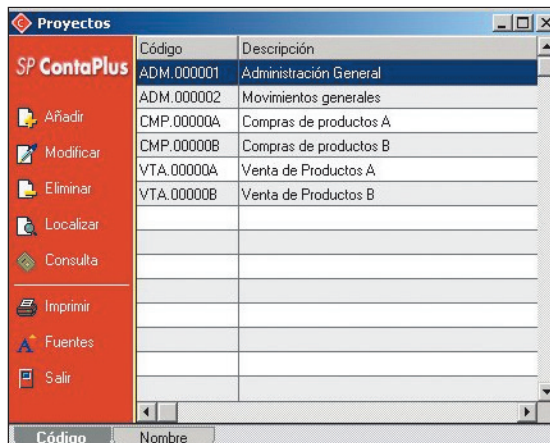 Proyectos
SP ContaPlus
Añadir
Modificar
Eliminar
Localizar
Consulta
Imprimir
Fuentes
Salir
Código Descripción
ADM.000001 Administración General
ADM.000002 Movimientos generales
CMP.00000A Compras de productos A
CMP.00000B Compras de productos B
VTA.00000A Venta de Productos A
VTA.00000B Venta de Productos B
Código Nombre